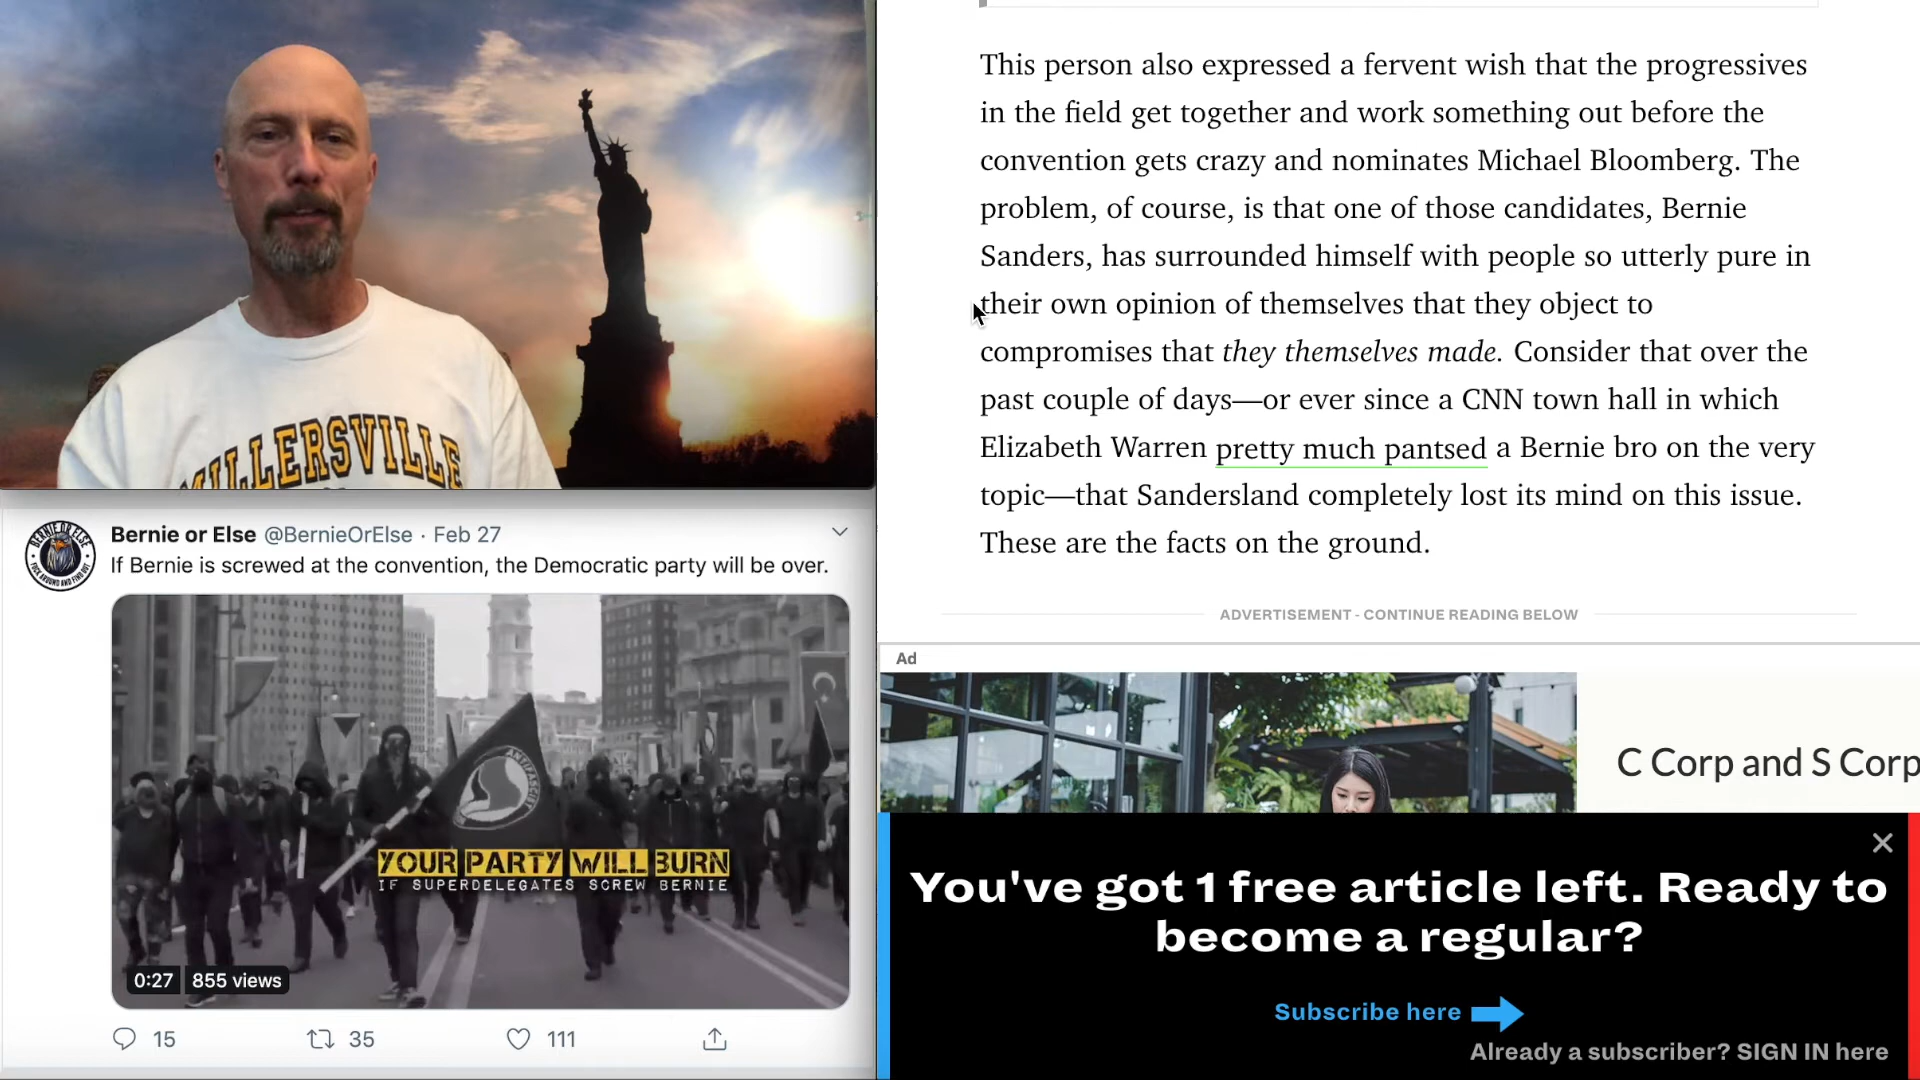 MILLERSVILLE
Bernie or Else @BernieOrElse · Feb 27
If Bernie is screwed at the convention, the Democratic party will be over.
ANTIFASCIST
YOUR PARTY WILL BURN
IF SUPERDELEGATES SCREW BERNIE
0:27 855 views
15 35 111
This person also expressed a fervent wish that the progressives
in the field get together and work something out before the
convention gets crazy and nominates Michael Bloomberg. The
problem, of course, is that one of those candidates, Bernie
Sanders, has surrounded himself with people so utterly pure in
their own opinion of themselves that they object to
compromises that they themselves made. Consider that over the
past couple of days—or ever since a CNN town hall in which
Elizabeth Warren pretty much pantsed a Bernie bro on the very
topic—that Sandersland completely lost its mind on this issue.
These are the facts on the ground.
ADVERTISEMENT - CONTINUE READING BELOW
Ad
C Corp and S Corp
You've got 1 free article left. Ready to
become a regular?
Subscribe here
Already a subscriber? SIGN IN here